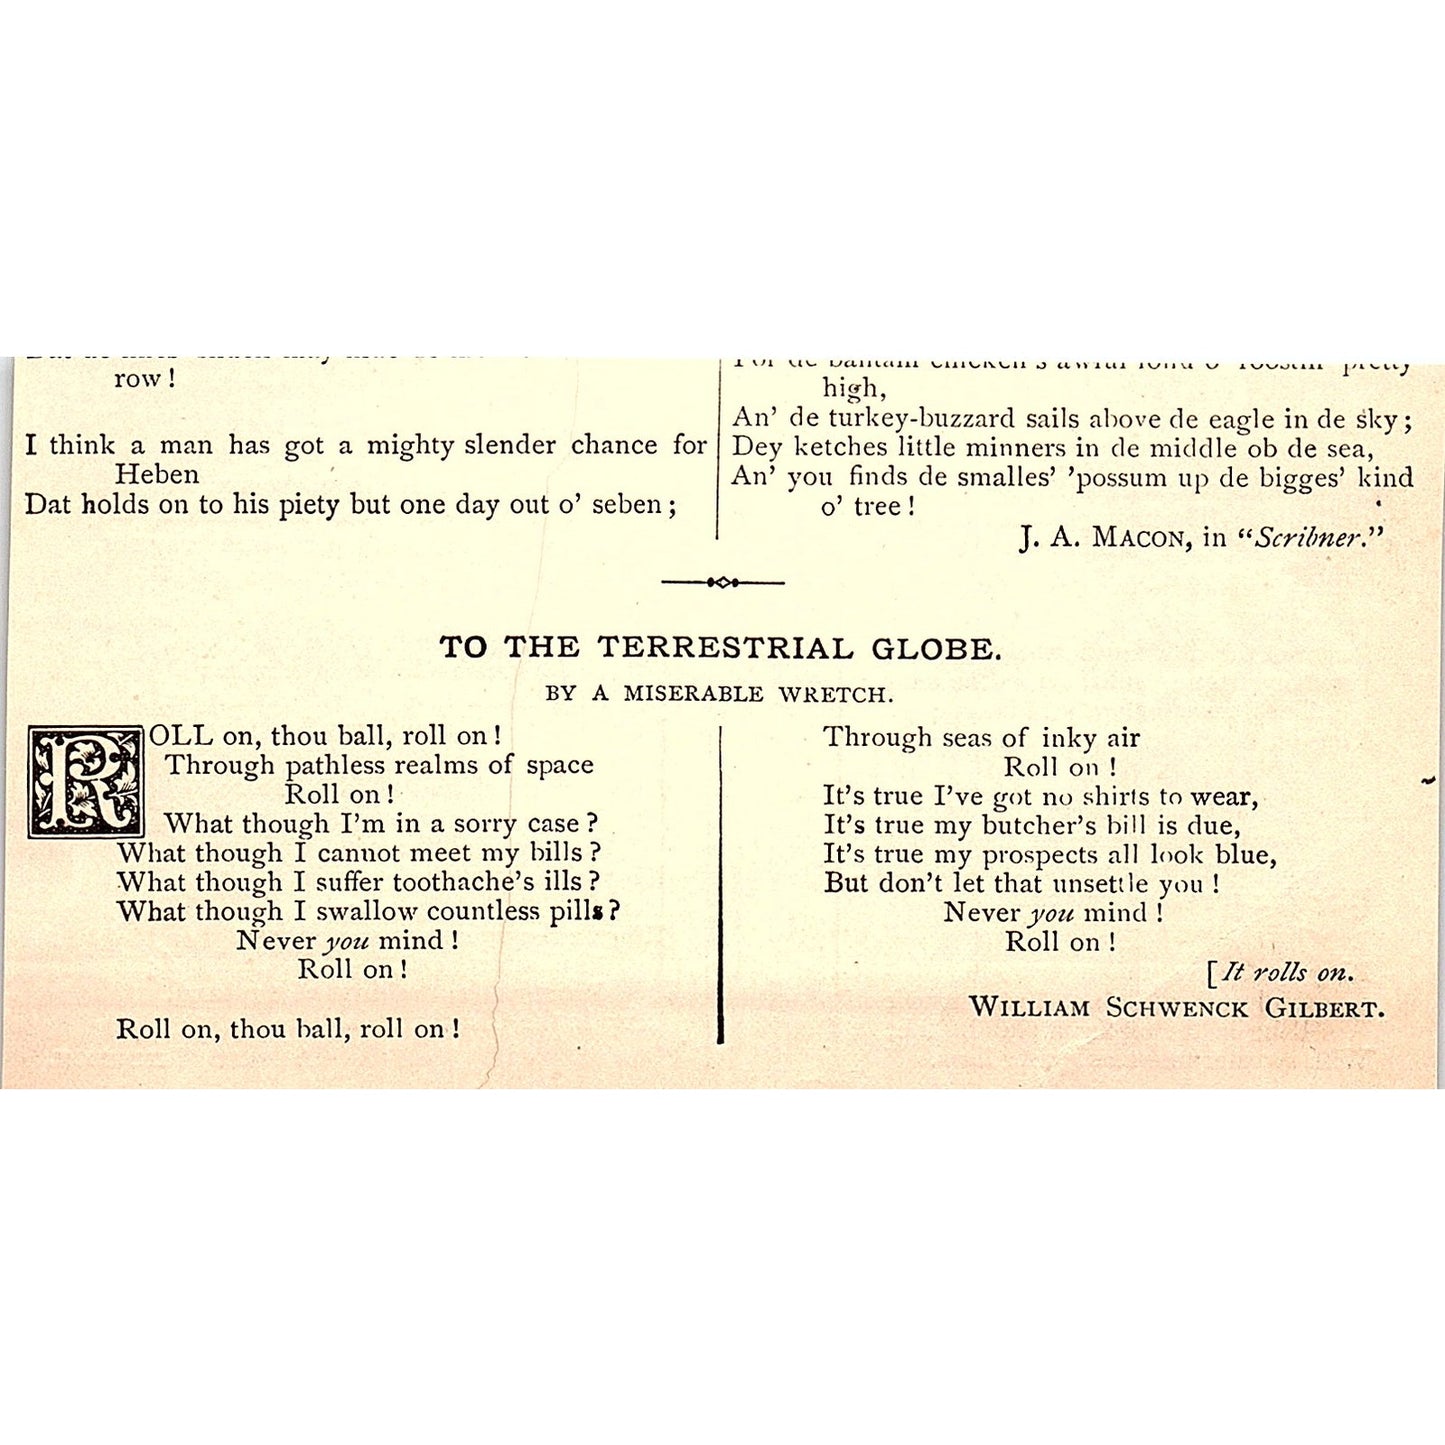 row!
I think a man has got a mighty slender chance for
Heben
Dat holds on to his piety but one day out o' seben;
For de bantam chicken's awful fond o' roostin' pretty
high,
An' de turkey-buzzard sails above de eagle in de sky;
Dey ketches little minners in de middle ob de sea,
An' you finds de smalles' 'possum up de bigges' kind
o' tree!
J. A. MACON, in "Scribner."
TO THE TERRESTRIAL GLOBE.
BY A MISERABLE WRETCH.
ROLL on, thou ball, roll on!
Through pathless realms of space
Roll on!
What though I'm in a sorry case?
What though I cannot meet my bills?
What though I suffer toothache's ills?
What though I swallow countless pills?
Never you mind!
Roll on!
Roll on, thou ball, roll on!
Through seas of inky air
Roll on!
It's true I've got no shirts to wear,
It's true my butcher's bill is due,
It's true my prospects all look blue,
But don't let that unsettle you!
Never you mind!
Roll on!
[It rolls on.
WILLIAM SCHWENCK GILBERT.